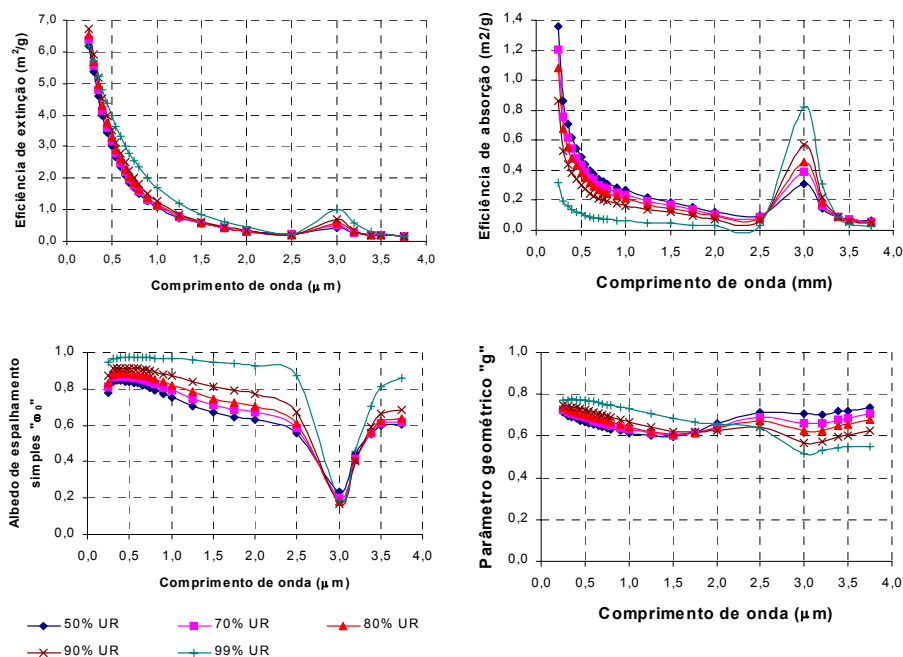 Eficiência de extinção (m²/g)
7,0
6,0
5,0
4,0
3,0
2,0
1,0
0,0
0,0 0,5 1,0 1,5 2,0 2,5 3,0 3,5 4,0
Comprimento de onda (μm)
Eficiência de absorção (m2/g)
1,4
1,2
1,0
0,8
0,6
0,4
0,2
0,0
0,0 0,5 1,0 1,5 2,0 2,5 3,0 3,5 4,0
Comprimento de onda (mm)
Albedo de espalhamento
simples "ϖ₀"
1,0
0,8
0,6
0,4
0,2
0,0
0,0 0,5 1,0 1,5 2,0 2,5 3,0 3,5 4,0
Comprimento de onda (μm)
Parâmetro geométrico "g"
1,0
0,8
0,6
0,4
0,2
0,0
0,0 0,5 1,0 1,5 2,0 2,5 3,0 3,5 4,0
Comprimento de onda (μm)
50% UR 70% UR 80% UR
90% UR 99% UR